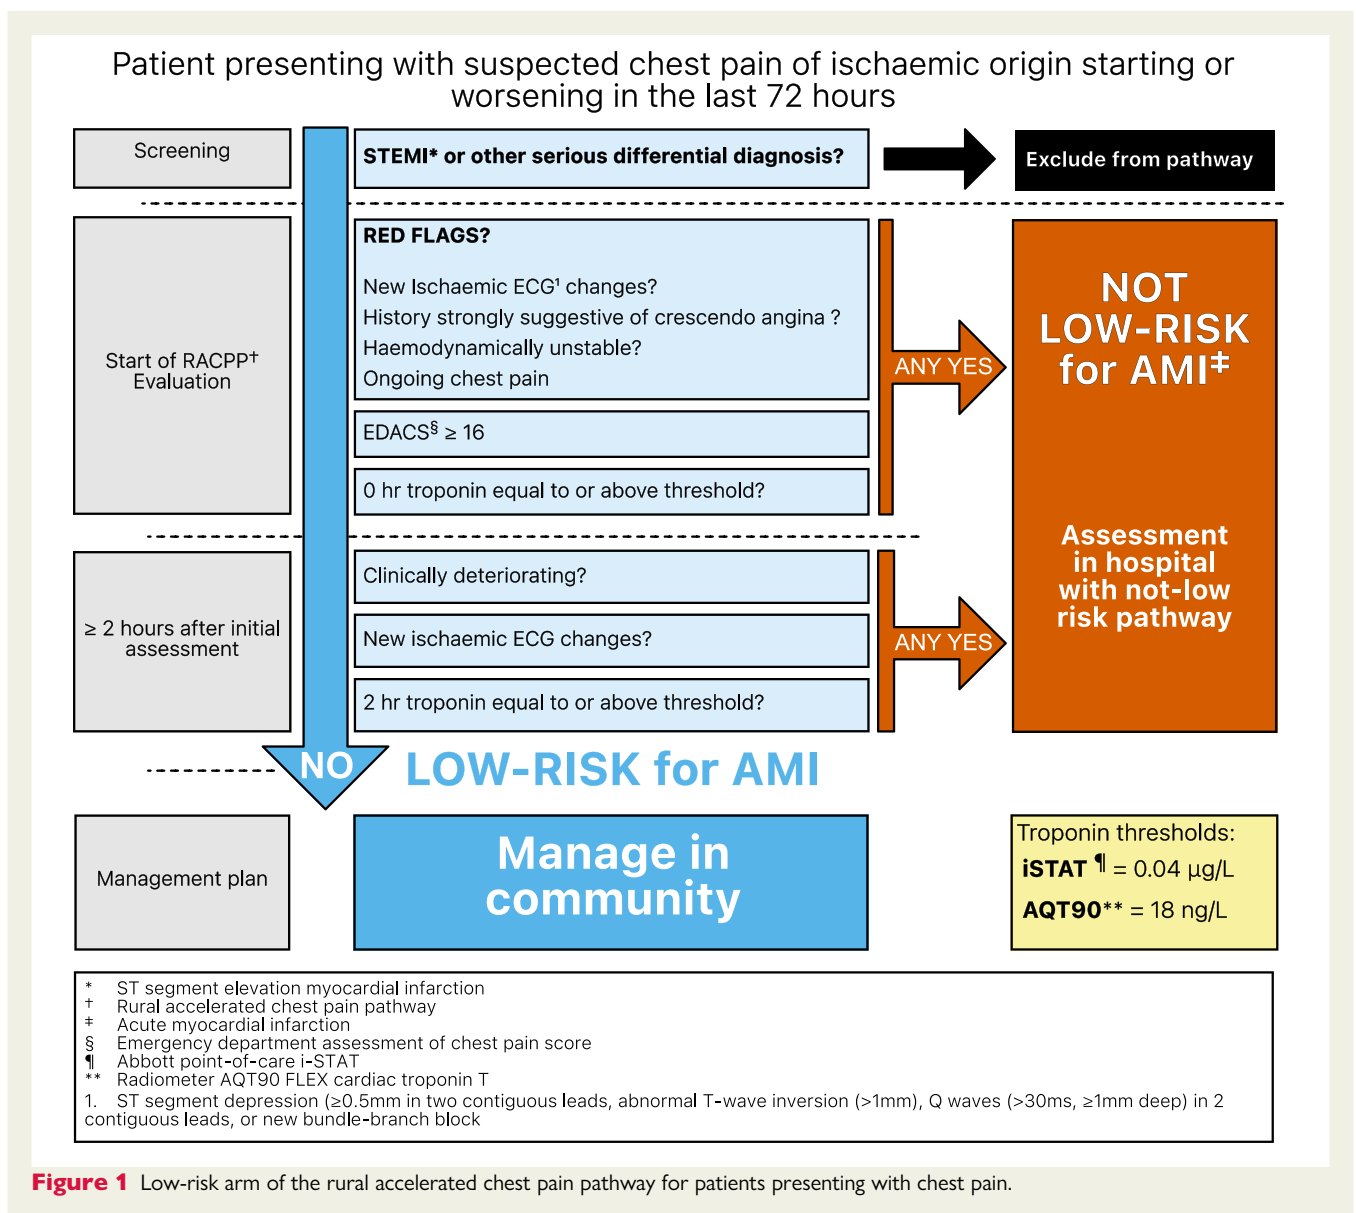 Patient presenting with suspected chest pain of ischaemic origin starting or
worsening in the last 72 hours
Screening
STEMI* or other serious differential diagnosis?
Exclude from pathway
Start of RACPP†
Evaluation
RED FLAGS?
New Ischaemic ECG¹ changes?
History strongly suggestive of crescendo angina ?
Haemodynamically unstable?
Ongoing chest pain
EDACS§ ≥ 16
0 hr troponin equal to or above threshold?
ANY YES
NOT
LOW-RISK
for AMI‡
Assessment
in hospital
with not-low
risk pathway
≥ 2 hours after initial
assessment
Clinically deteriorating?
New ischaemic ECG changes?
2 hr troponin equal to or above threshold?
ANY YES
NO
LOW-RISK for AMI
Management plan
Manage in
community
Troponin thresholds:
iSTAT ¶ = 0.04 µg/L
AQT90** = 18 ng/L
* ST segment elevation myocardial infarction
† Rural accelerated chest pain pathway
‡ Acute myocardial infarction
§ Emergency department assessment of chest pain score
¶ Abbott point-of-care i-STAT
** Radiometer AQT90 FLEX cardiac troponin T
1. ST segment depression (≥0.5mm in two contiguous leads, abnormal T-wave inversion (>1mm), Q waves (>30ms, ≥1mm deep) in 2
contiguous leads, or new bundle-branch block
Figure 1 Low-risk arm of the rural accelerated chest pain pathway for patients presenting with chest pain.